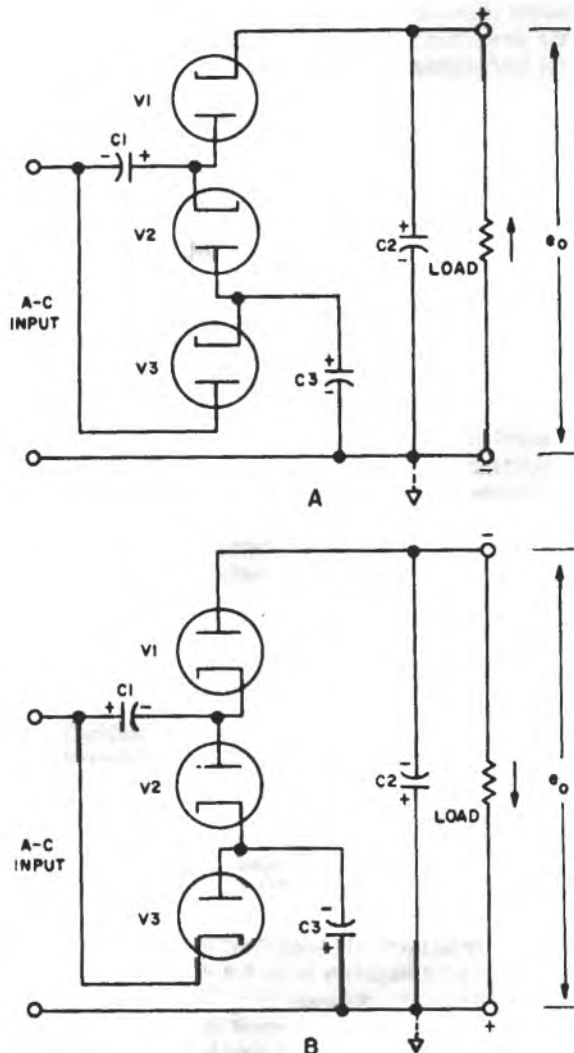 +
V1
C1
- +
V2
+
C2
-
LOAD
e₀
A-C
INPUT
V3
+
C3
-
-
A
-
V1
C1
+ -
V2
-
C2
+
LOAD
e₀
A-C
INPUT
V3
-
C3
+
+
B